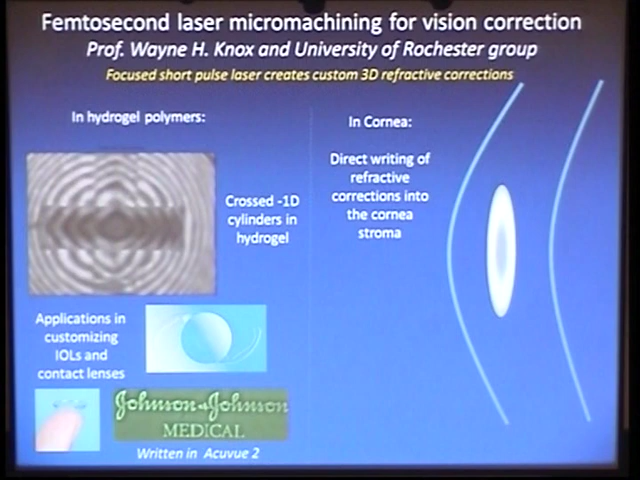 Femtosecond laser micromachining for vision correction
Prof. Wayne H. Knox and University of Rochester group
Focused short pulse laser creates custom 3D refractive corrections
In hydrogel polymers:
Crossed -1D
cylinders in
hydrogel
Applications in
customizing
IOLs and
contact lenses
Johnson & Johnson
MEDICAL
Written in Acuvue 2
In Cornea:
Direct writing of
refractive
corrections into
the cornea
stroma